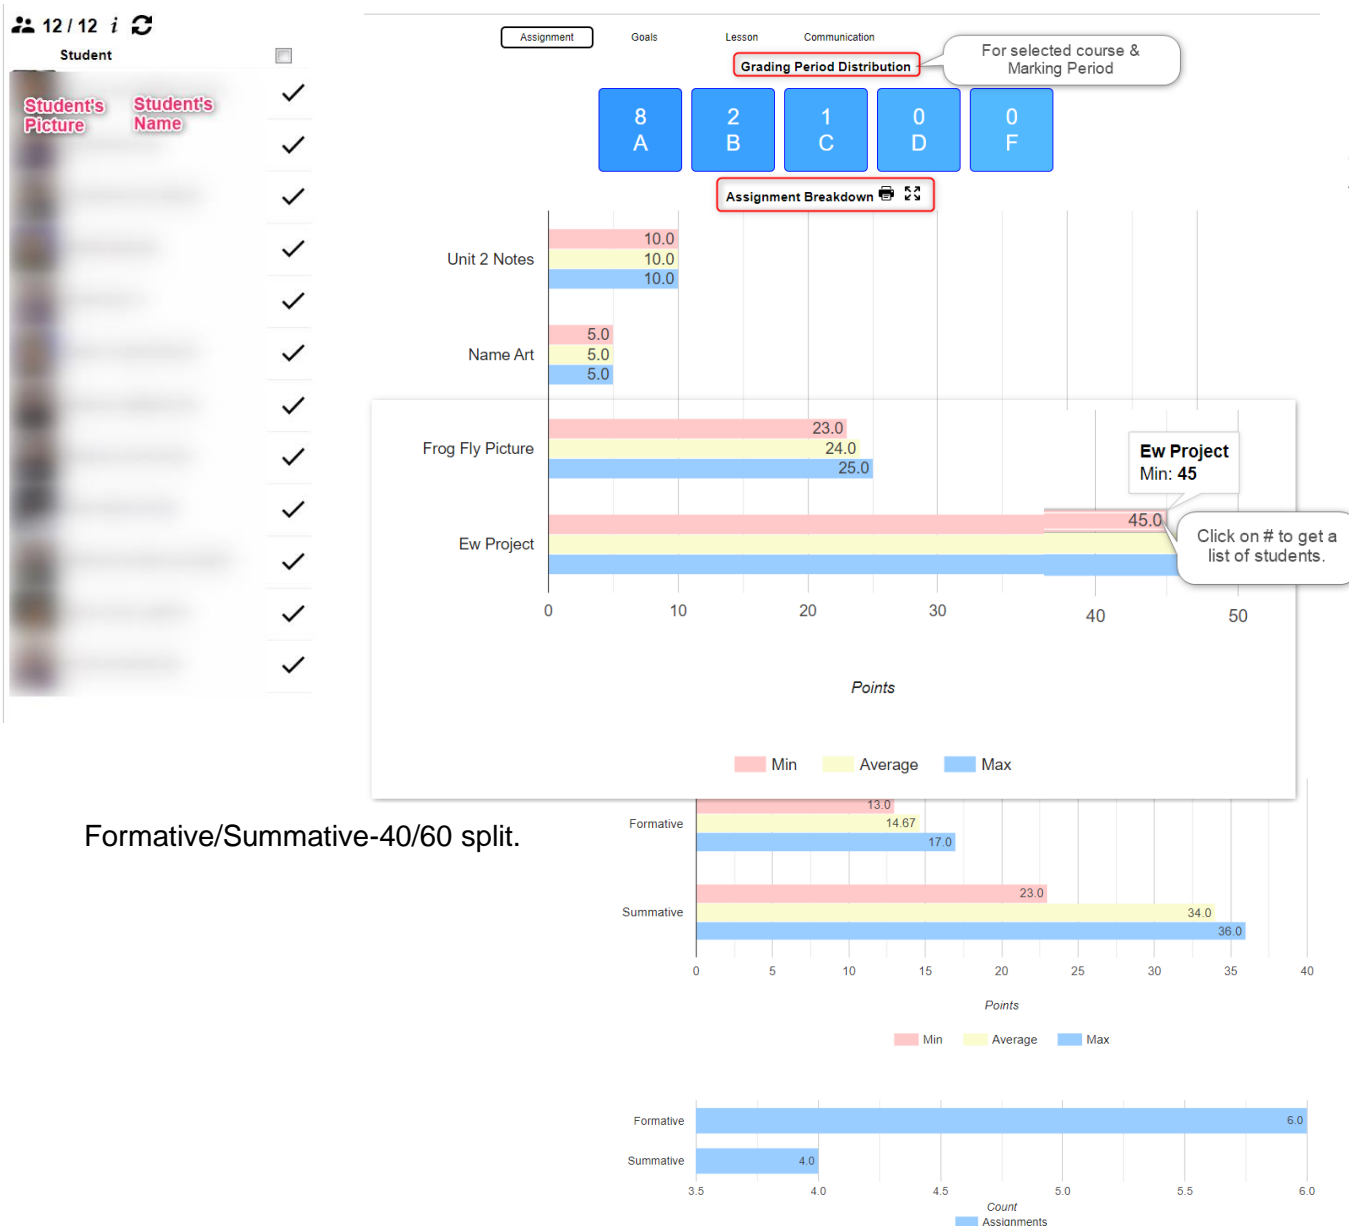 12 / 12 i
Student
Student's Picture
Student's Name
Assignment Goals Lesson Communication
Grading Period Distribution
For selected course &
Marking Period
8 2 1 0 0
A B C D F
Assignment Breakdown
Unit 2 Notes
10.0
10.0
10.0
Name Art
5.0
5.0
5.0
Frog Fly Picture
23.0
24.0
25.0
Ew Project
Min: 45
Ew Project
45.0
Click on # to get a
list of students.
0 10 20 30 40 50
Points
Min Average Max
Formative/Summative-40/60 split.
Formative
13.0
14.67
17.0
Summative
23.0
34.0
36.0
0 5 10 15 20 25 30 35 40
Points
Min Average Max
Formative 6.0
Summative 4.0
3.5 4.0 4.5 5.0 5.5 6.0
Count
Assignments